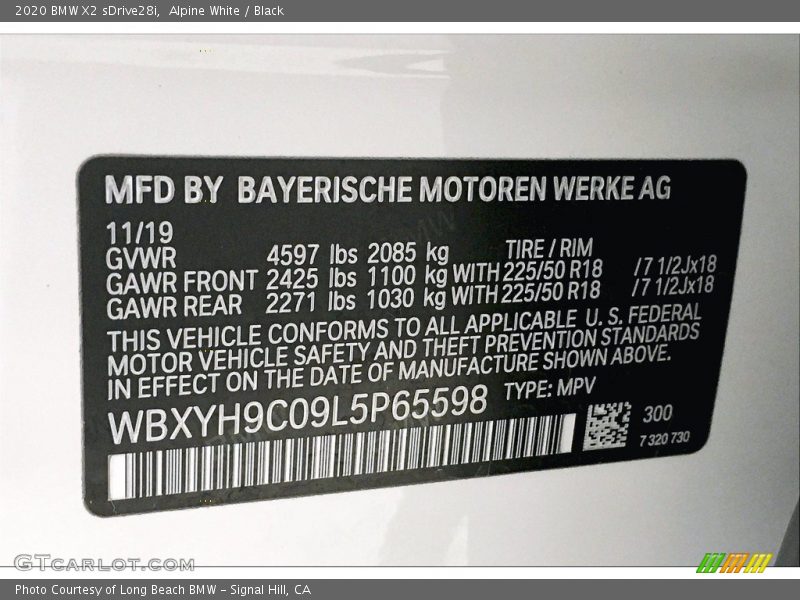 2020 BMW X2 sDrive28i,  Alpine White / Black
MFD BY BAYERISCHE MOTOREN WERKE AG
11/19
GVWR 4597 lbs 2085 kg TIRE / RIM
GAWR FRONT 2425 lbs 1100 kg WITH 225/50 R18 /7 1/2Jx18
GAWR REAR 2271 lbs 1030 kg WITH 225/50 R18 /7 1/2Jx18
THIS VEHICLE CONFORMS TO ALL APPLICABLE U. S. FEDERAL
MOTOR VEHICLE SAFETY AND THEFT PREVENTION STANDARDS
IN EFFECT ON THE DATE OF MANUFACTURE SHOWN ABOVE.
WBXYH9C09L5P65598 TYPE: MPV
300
7 320 730
GTCARLOT.COM
Photo Courtesy of Long Beach BMW - Signal Hill, CA